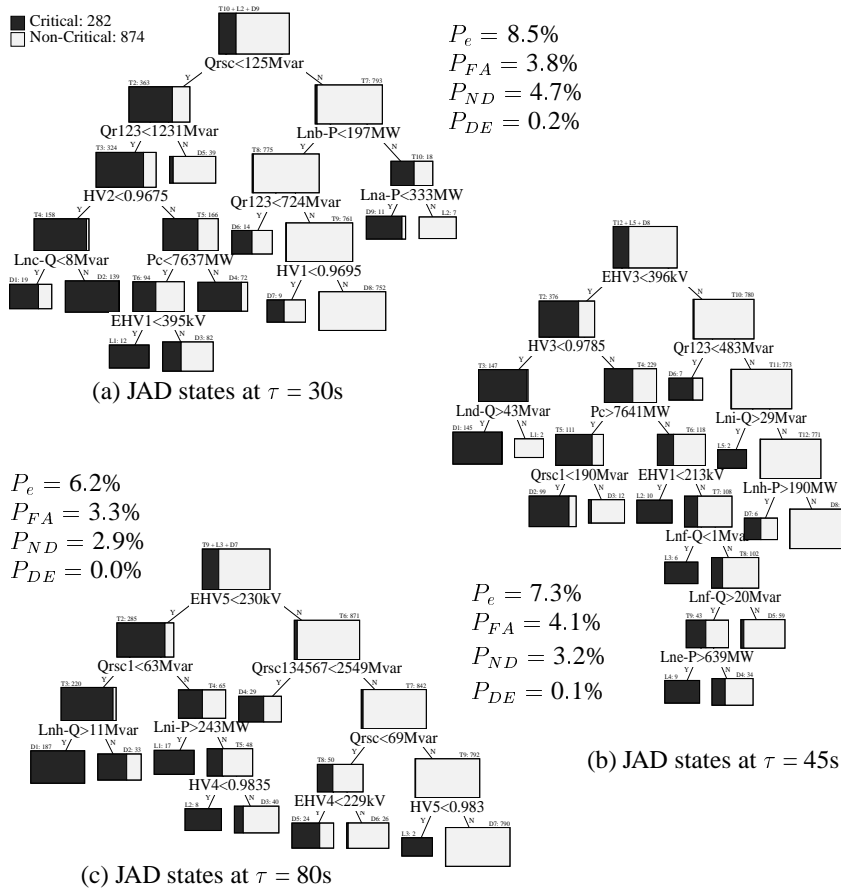 Critical: 282
Non-Critical: 874
T10 + L2 + D9
Qrsc<125Mvar
Y N
T2: 363 T7: 793
Qr123<1231Mvar Lnb-P<197MW
Y N Y N
T3: 324 D5: 39 T8: 775 T10: 18
HV2<0.9675 Qr123<724Mvar Lna-P<333MW
Y N Y N Y N
T4: 158 T5: 166 D6: 14 T9: 761 D9: 11 L2: 7
Lnc-Q<8Mvar Pc<7637MW HV1<0.9695
Y N Y N Y N
D1: 19 D2: 139 T6: 94 D4: 72 D7: 9 D8: 752
EHV1<395kV
Y N
L1: 12 D3: 82
(a) JAD states at τ = 30s
P_e = 8.5%
P_FA = 3.8%
P_ND = 4.7%
P_DE = 0.2%
T12 + L5 + D8
EHV3<396kV
Y N
T2: 376 T10: 780
HV3<0.9785 Qr123<483Mvar
Y N Y N
T3: 147 T4: 229 D6: 7 T11: 773
Lnd-Q>43Mvar Pc>7641MW Lni-Q>29Mvar
Y N Y N Y N
D1: 145 L1: 2 T5: 111 T6: 118 L5: 2 T12: 771
Qrsc1<190Mvar EHV1<213kV Lnh-P>190MW
Y N Y N Y N
D2: 99 D3: 12 L2: 10 T7: 108 D7: 6 D8:
Lnf-Q<1Mvar
Y N
L3: 6 T8: 102
Lnf-Q>20Mvar
Y N
T9: 43 D5: 59
Lne-P>639MW
Y N
L4: 9 D4: 34
P_e = 7.3%
P_FA = 4.1%
P_ND = 3.2%
P_DE = 0.1%
(b) JAD states at τ = 45s
P_e = 6.2%
P_FA = 3.3%
P_ND = 2.9%
P_DE = 0.0%
T9 + L3 + D7
EHV5<230kV
Y N
T2: 285 T6: 871
Qrsc1<63Mvar Qrsc134567<2549Mvar
Y N Y N
T3: 220 T4: 65 D4: 29 T7: 842
Lnh-Q>11Mvar Lni-P>243MW Qrsc<69Mvar
Y N Y N Y N
D1: 187 D2: 33 L1: 17 T5: 48 T8: 50 T9: 792
HV4<0.9835 EHV4<229kV HV5<0.983
Y N Y N Y N
L2: 8 D3: 40 D5: 24 D6: 26 L3: 2 D7: 790
(c) JAD states at τ = 80s